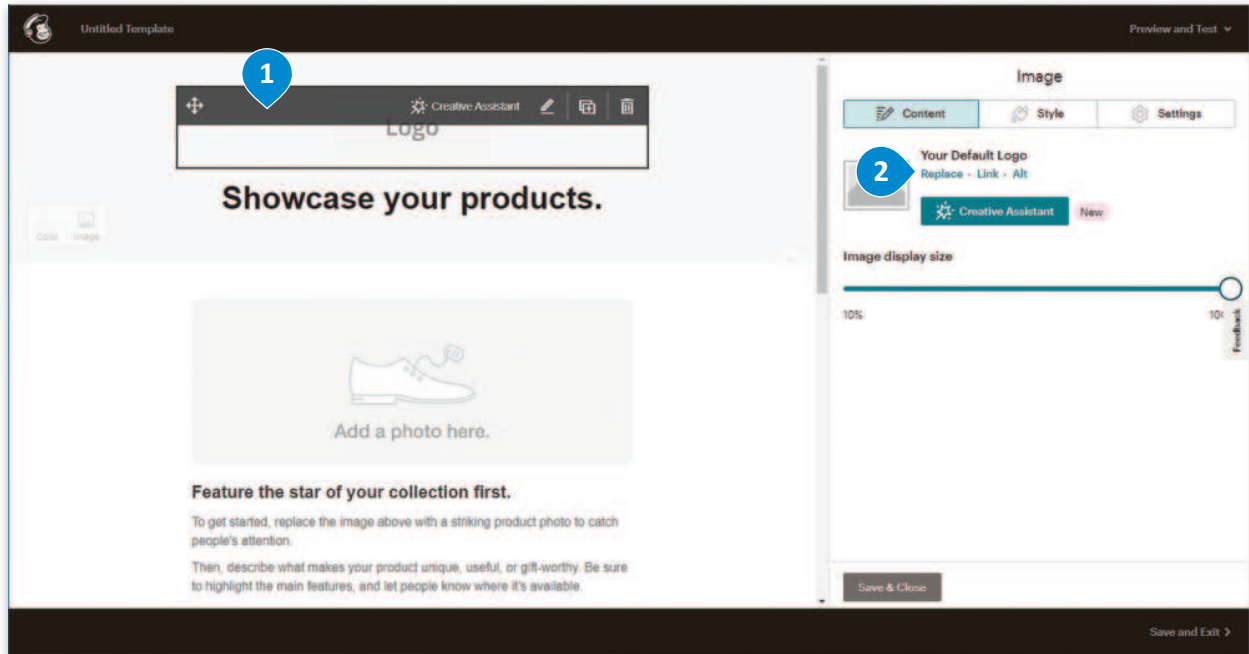 Untitled Template
Preview and Test
1
Creative Assistant
Logo
Showcase your products.
Color Image
Add a photo here.
Feature the star of your collection first.
To get started, replace the image above with a striking product photo to catch
people's attention.
Then, describe what makes your product unique, useful, or gift-worthy. Be sure
to highlight the main features, and let people know where it's available.
Image
Content Style Settings
Your Default Logo
2
Replace - Link - Alt
Creative Assistant New
Image display size
10%
Feedback
Save & Close
Save and Exit